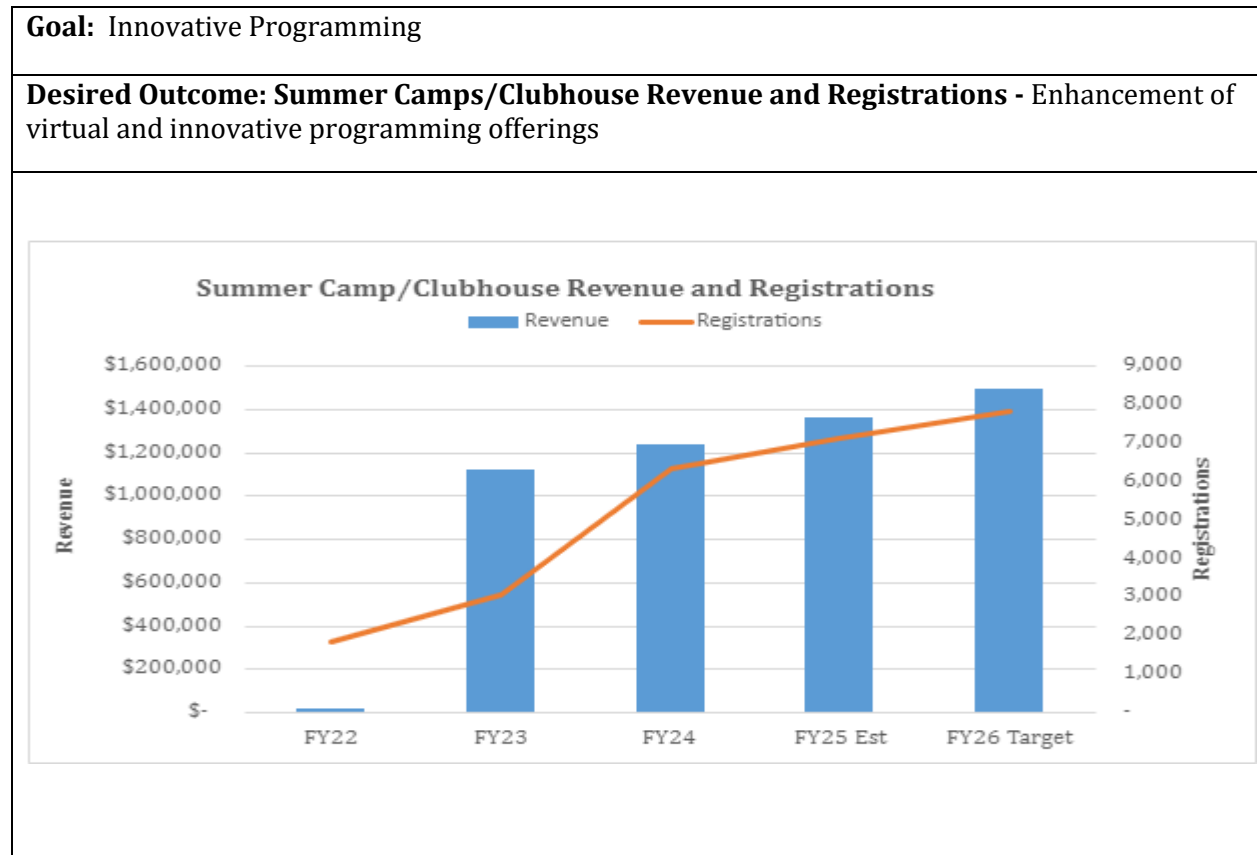 Goal: Innovative Programming
Desired Outcome: Summer Camps/Clubhouse Revenue and Registrations - Enhancement of
virtual and innovative programming offerings
Summer Camp/Clubhouse Revenue and Registrations
Revenue Registrations
Revenue
$1,600,000
$1,400,000
$1,200,000
$1,000,000
$800,000
$600,000
$400,000
$200,000
$-
9,000
8,000
7,000
6,000
5,000
4,000
3,000
2,000
1,000
-
Registrations
FY22 FY23 FY24 FY25 Est FY26 Target